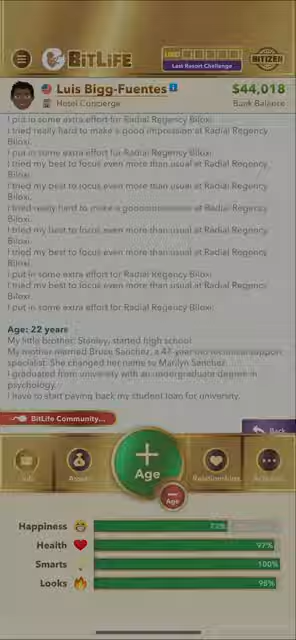 BITLIFE
Last Resort Challenge
BITIZEN
Luis Bigg-Fuentes
$44,018
Hotel Concierge
Bank Balance
I put in some extra effort for Radial Regency Biloxi.
I tried really hard to make a good impression at Radial Regency
Biloxi.
I put in some extra effort for Radial Regency Biloxi.
I tried my best to focus even more than usual at Radial Regency
Biloxi.
I tried my best to focus even more than usual at Radial Regency
Biloxi.
I tried really hard to make a
impression at Radial Regency
Biloxi.
I tried my best to focus even more than usual at Radial Regency
Biloxi.
I tried my best to focus even more than usual at Radial Regency
Biloxi.
I put in some extra effort for Radial Regency Biloxi.
I tried my best to focus even more than usual at Radial Regency
Biloxi.
I put in some extra effort for Radial Regency Biloxi.
Age: 22 years
My little brother, Stanley, started high school.
My mother married Bruce Sanchez, a 47-year-old technical support
specialist. She changed her name to Marilyn Sanchez.
I graduated from university with an undergraduate degree in
psychology.
I have to start paying back my student loan for university.
BitLife Community...
Back
Age
Relationships
Age
Happiness
73%
Health
97%
Smarts
100%
Looks
95%